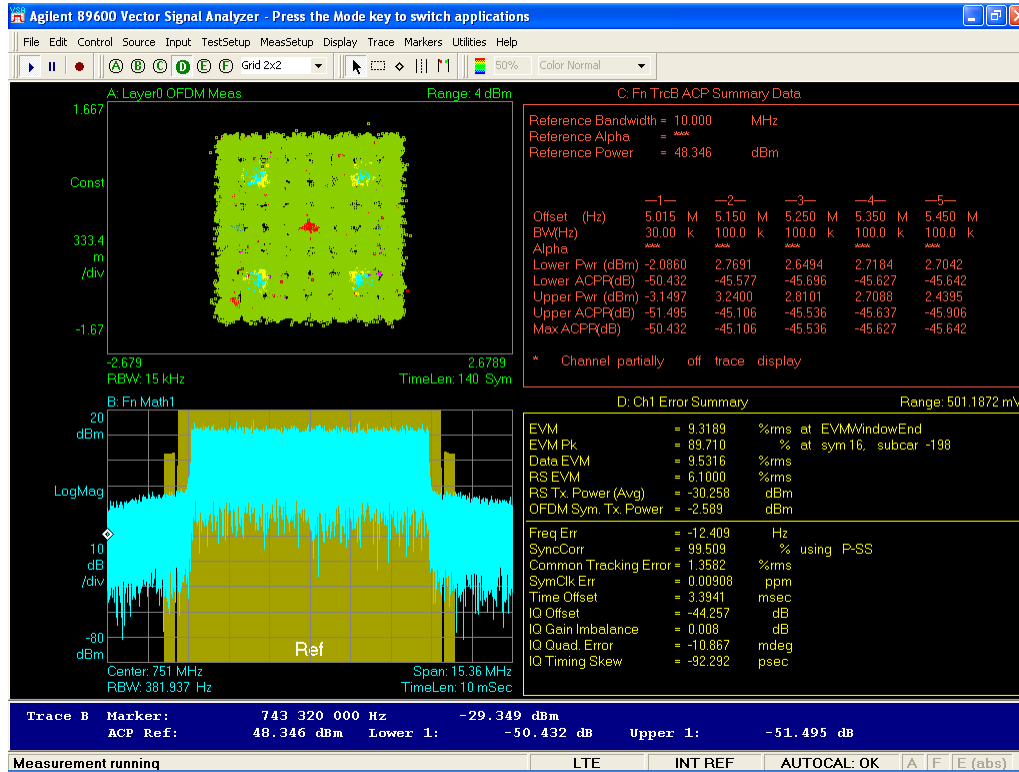 Agilent 89600 Vector Signal Analyzer - Press the Mode key to switch applications
File Edit Control Source Input TestSetup MeasSetup Display Trace Markers Utilities Help
A B C D E F Grid 2x2 50% Color Normal
A: Layer0 OFDM Meas Range: 4 dBm
1.667
Const
333.4
m
/div
-1.67
-2.679 2.6789
RBW: 15 kHz TimeLen: 140 Sym
C: Fn TrcB ACP Summary Data
Reference Bandwidth = 10.000 MHz
Reference Alpha = ***
Reference Power = 48.346 dBm
—1— —2— —3— —4— —5—
Offset (Hz) 5.015 M 5.150 M 5.250 M 5.350 M 5.450 M
BW(Hz) 30.00 k 100.0 k 100.0 k 100.0 k 100.0 k
Alpha *** *** *** *** ***
Lower Pwr (dBm) -2.0860 2.7691 2.6494 2.7184 2.7042
Lower ACPR(dB) -50.432 -45.577 -45.696 -45.627 -45.642
Upper Pwr (dBm) -3.1497 3.2400 2.8101 2.7088 2.4395
Upper ACPR(dB) -51.495 -45.106 -45.536 -45.637 -45.906
Max ACPR(dB) -50.432 -45.106 -45.536 -45.627 -45.642
* Channel partially off trace display
B: Fn Math1
20
dBm
LogMag
10
dB
/div
-80
dBm
Ref
Center: 751 MHz Span: 15.36 MHz
RBW: 381.937 Hz TimeLen: 10 mSec
D: Ch1 Error Summary Range: 501.1872 mV
EVM = 9.3189 %rms at EVMWindowEnd
EVM Pk = 89.710 % at sym 16, subcar -198
Data EVM = 9.5316 %rms
RS EVM = 6.1000 %rms
RS Tx. Power (Avg) = -30.258 dBm
OFDM Sym. Tx. Power = -2.589 dBm
Freq Err = -12.409 Hz
SyncCorr = 99.509 % using P-SS
Common Tracking Error = 1.3582 %rms
SymClk Err = 0.00908 ppm
Time Offset = 3.3941 msec
IQ Offset = -44.257 dB
IQ Gain Imbalance = 0.008 dB
IQ Quad. Error = -10.867 mdeg
IQ Timing Skew = -92.292 psec
Trace B Marker: 743 320 000 Hz -29.349 dBm
ACP Ref: 48.346 dBm Lower 1: -50.432 dB Upper 1: -51.495 dB
Measurement running LTE INT REF AUTOCAL: OK A F E (abs)